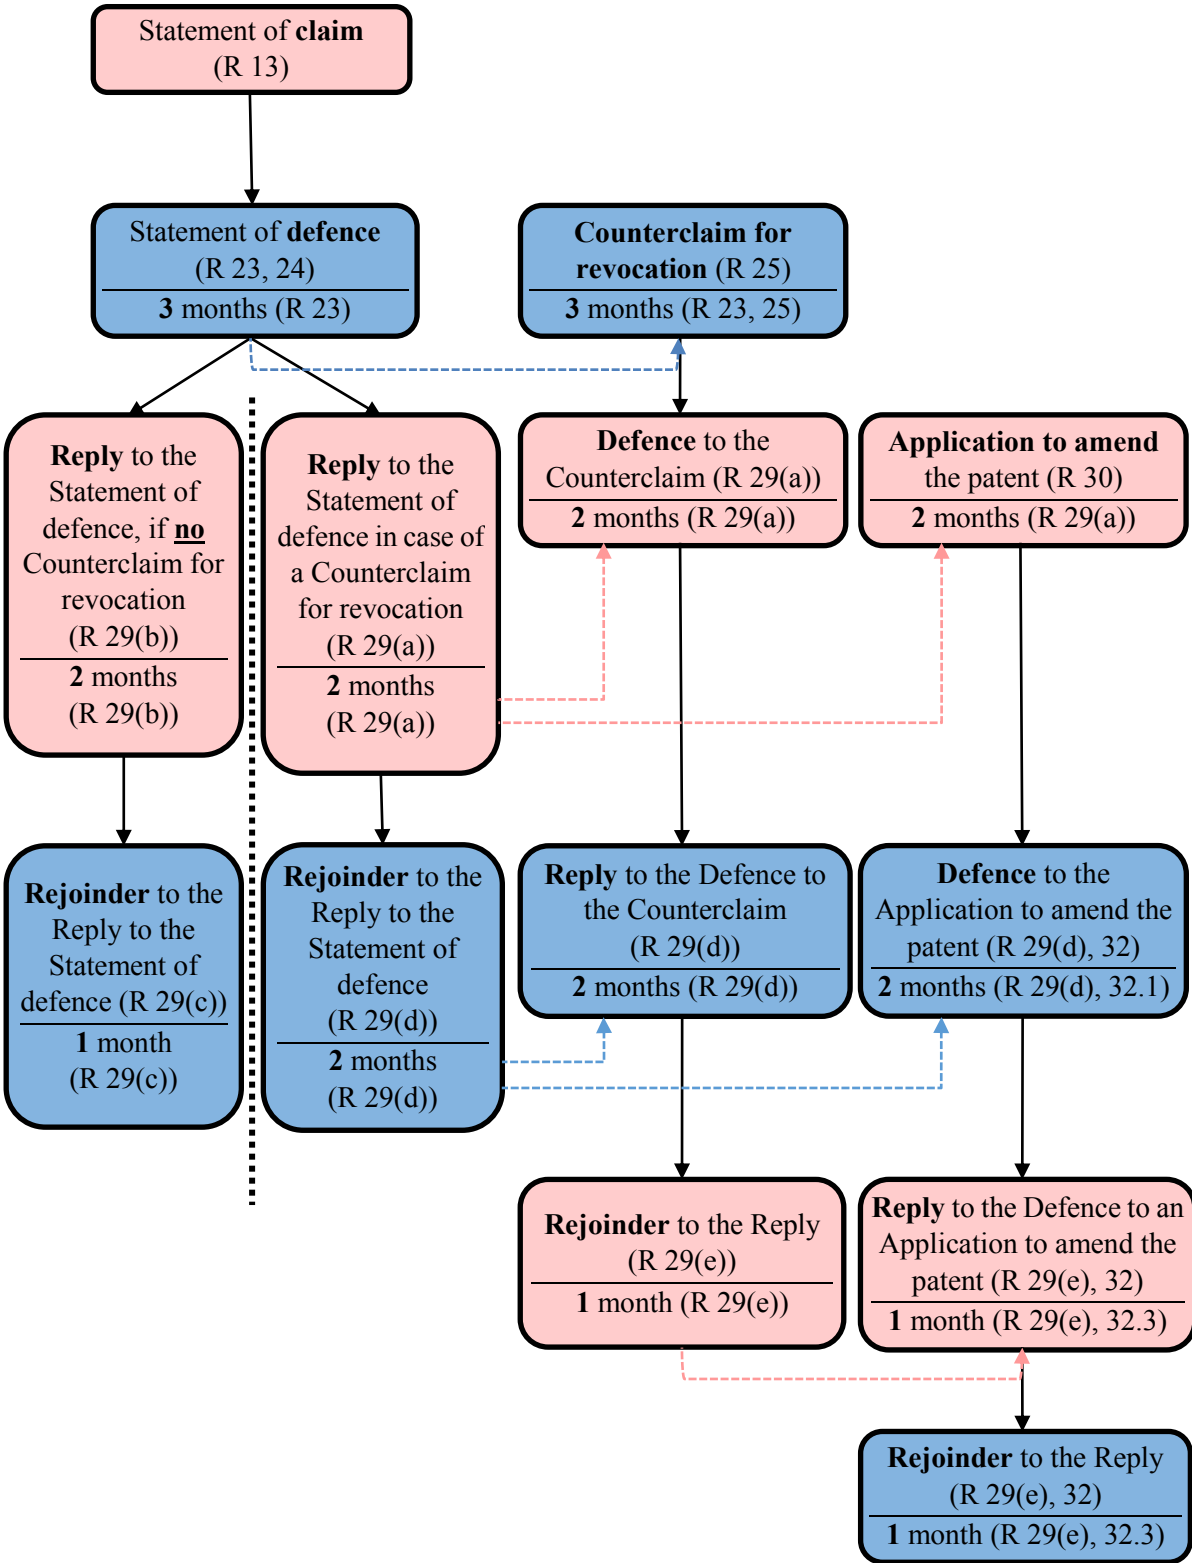 Statement of claim
(R 13)
Statement of defence
(R 23, 24)
3 months (R 23)
Counterclaim for
revocation (R 25)
3 months (R 23, 25)
Reply to the
Statement of
defence, if no
Counterclaim for
revocation
(R 29(b))
2 months
(R 29(b))
Reply to the
Statement of
defence in case of
a Counterclaim
for revocation
(R 29(a))
2 months
(R 29(a))
Defence to the
Counterclaim (R 29(a))
2 months (R 29(a))
Application to amend
the patent (R 30)
2 months (R 29(a))
Rejoinder to the
Reply to the
Statement of
defence (R 29(c))
1 month
(R 29(c))
Rejoinder to the
Reply to the
Statement of
defence
(R 29(d))
2 months
(R 29(d))
Reply to the Defence to
the Counterclaim
(R 29(d))
2 months (R 29(d))
Defence to the
Application to amend the
patent (R 29(d), 32)
2 months (R 29(d), 32.1)
Rejoinder to the Reply
(R 29(e))
1 month (R 29(e))
Reply to the Defence to an
Application to amend the
patent (R 29(e), 32)
1 month (R 29(e), 32.3)
Rejoinder to the Reply
(R 29(e), 32)
1 month (R 29(e), 32.3)